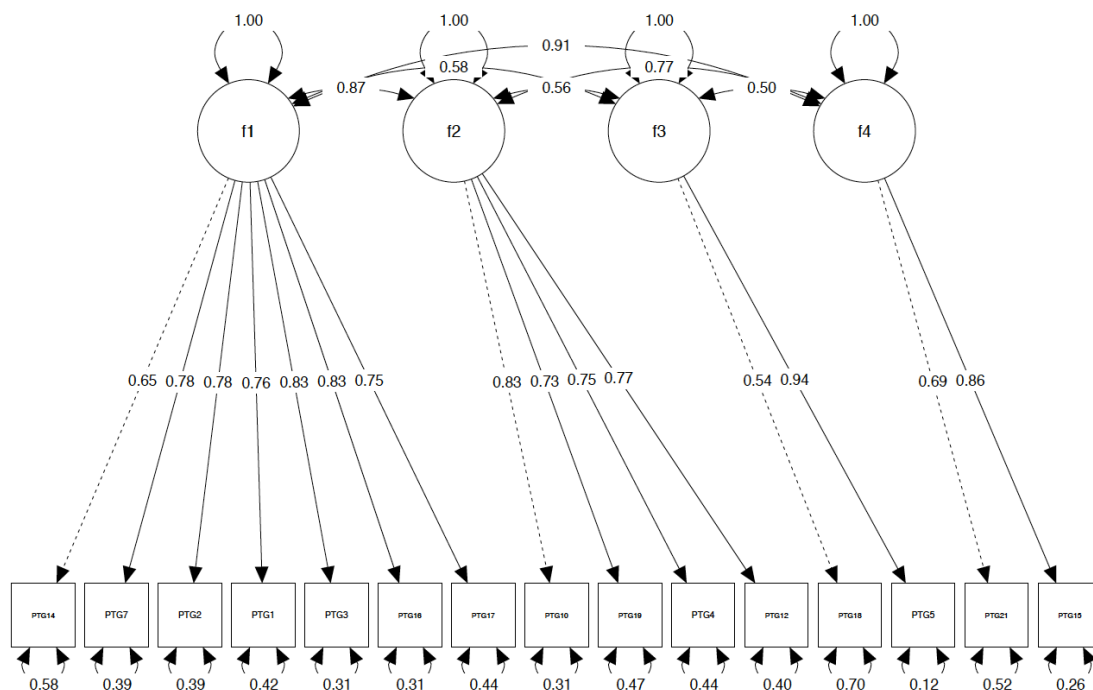 1.00 1.00 1.00 1.00
0.91
0.58 0.77
0.87 0.56 0.50
f1 f2 f3 f4
0.65 0.78 0.78 0.76 0.83 0.83 0.75 0.83 0.73 0.75 0.77 0.54 0.94 0.69 0.86
PTG14 PTG7 PTG2 PTG1 PTG3 PTG16 PTG17 PTG10 PTG19 PTG4 PTG12 PTG18 PTG5 PTG21 PTG15
0.58 0.39 0.39 0.42 0.31 0.31 0.44 0.31 0.47 0.44 0.40 0.70 0.12 0.52 0.26